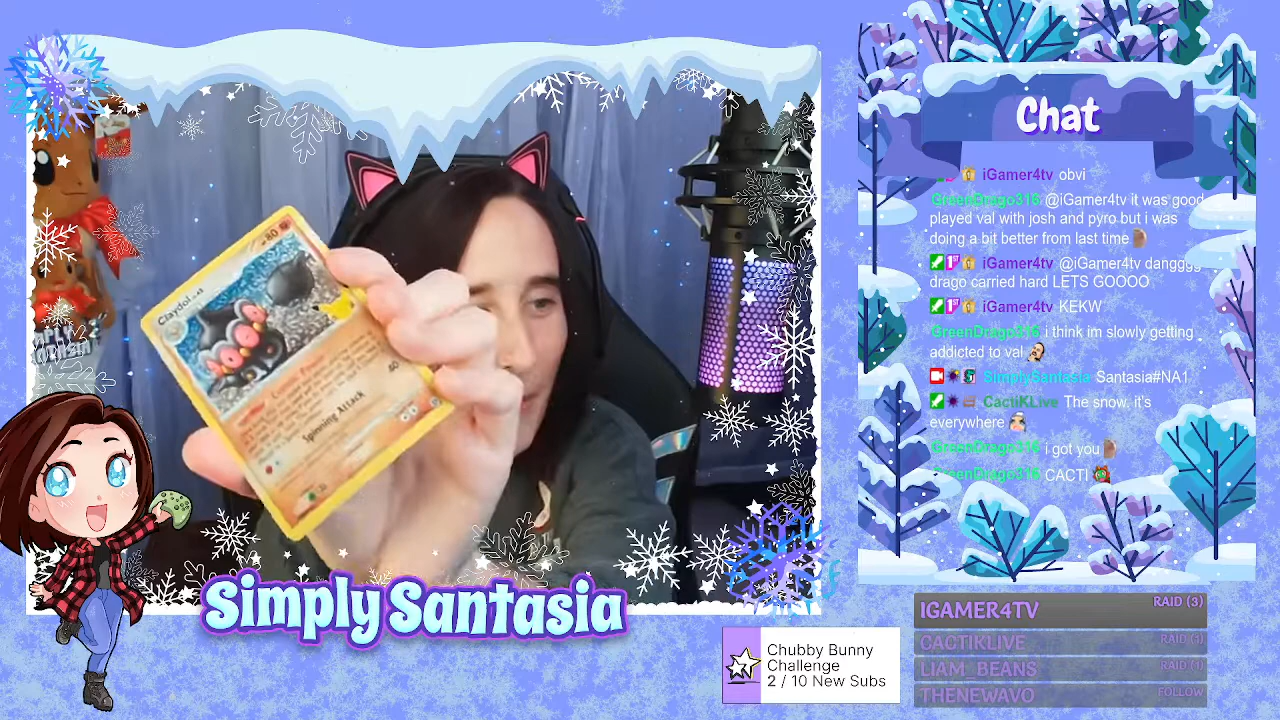 Claydol
80
40
Spinning Attack
Simply Santasia
Chat
iGamer4tv obvi
GreenDrago316 @iGamer4tv it was good
played val with josh and pyro but i was
doing a bit better from last time
1ST iGamer4tv @iGamer4tv dangggg
drago carried hard LETS GOOOO
1ST iGamer4tv KEKW
GreenDrago316 i think im slowly getting
addicted to val
SimplySantasia Santasia#NA1
CactiKLive The snow. it's
everywhere
GreenDrago316 i got you
GreenDrago316 CACTI
Chubby Bunny
Challenge
2 / 10 New Subs
IGAMER4TV RAID (3)
CACTIKLIVE RAID (1)
LIAM_BEANS RAID (1)
THENEWAVO FOLLOW